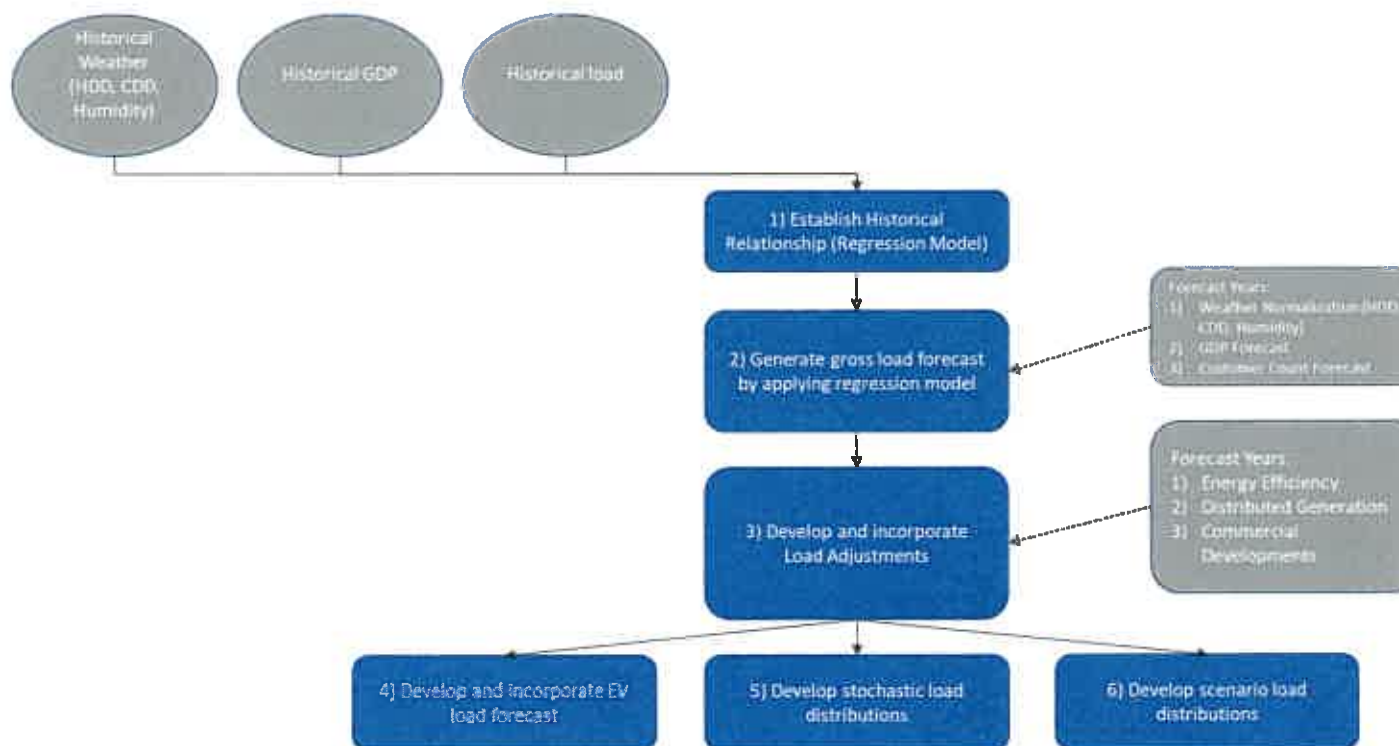 Historical
Weather
(HDD, CDD,
Humidity)
Historical GDP
Historical load
1) Establish Historical
Relationship (Regression Model)
2) Generate gross load forecast
by applying regression model
Forecast Years
1) Weather Normalization (HDD,
CDD, Humidity)
2) GDP Forecast
3) Customer Count Forecast
3) Develop and incorporate
Load Adjustments
Forecast Years
1) Energy Efficiency
2) Distributed Generation
3) Commercial
Developments
4) Develop and incorporate EV
load forecast
5) Develop stochastic load
distributions
6) Develop scenario load
distributions